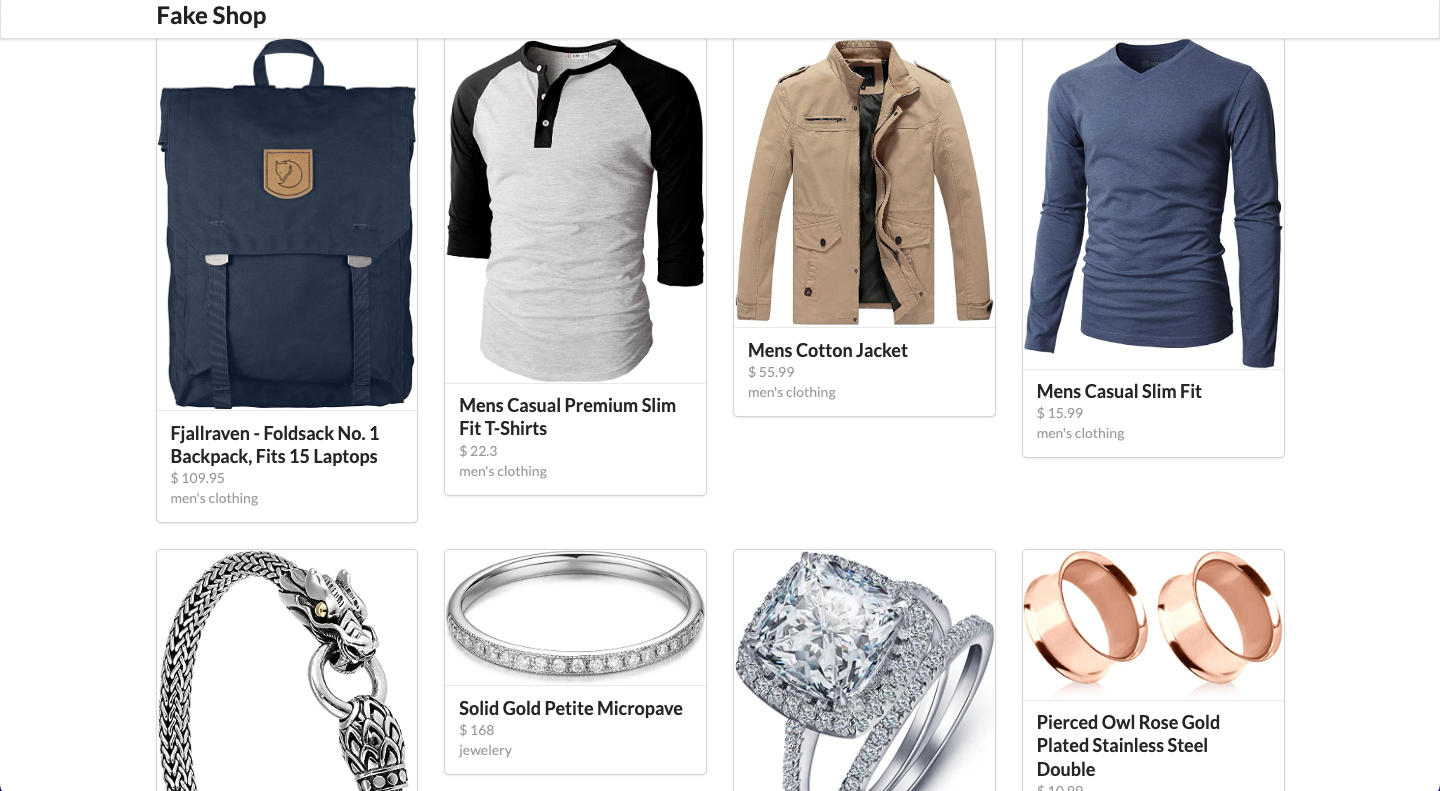 Fake Shop
Fjallraven - Foldsack No. 1
Backpack, Fits 15 Laptops
$ 109.95
men's clothing
Mens Casual Premium Slim
Fit T-Shirts
$ 22.3
men's clothing
Mens Cotton Jacket
$ 55.99
men's clothing
Mens Casual Slim Fit
$ 15.99
men's clothing
Solid Gold Petite Micropave
$ 168
jewelery
Pierced Owl Rose Gold
Plated Stainless Steel
Double
$ 10.99